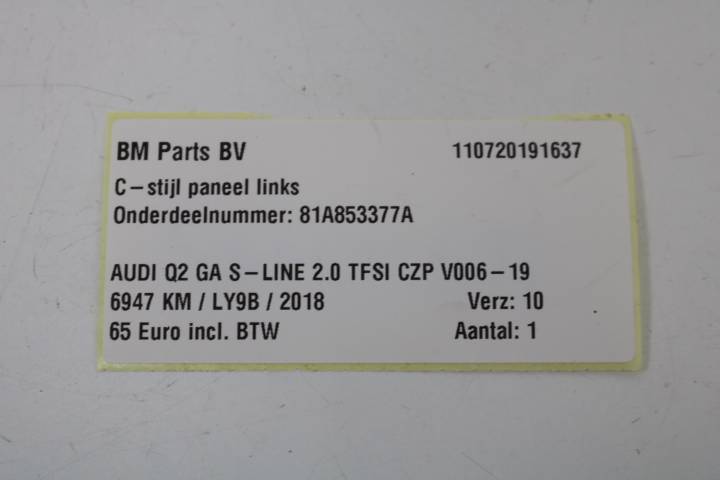 BM Parts BV 110720191637
C-stijl paneel links
Onderdeelnummer: 81A853377A
AUDI Q2 GA S-LINE 2.0 TFSI CZP V006-19
6947 KM / LY9B / 2018 Verz: 10
65 Euro incl. BTW Aantal: 1